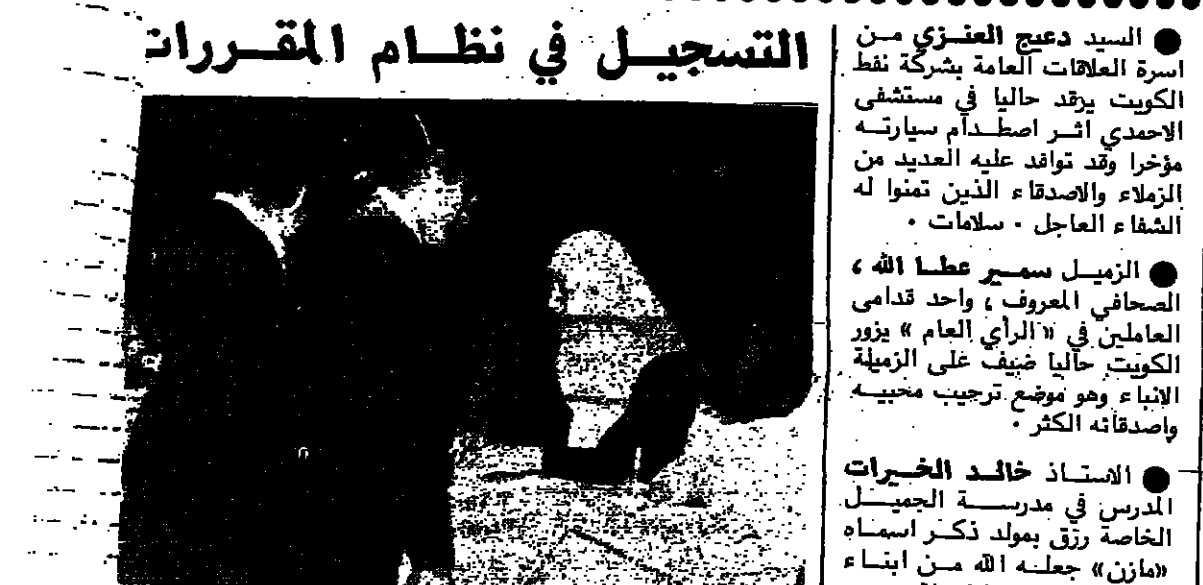 التسجيل في نظام المقررات
● السيد دعيج العنزي من
اسرة العلاقات العامة بشركة نفط
الكويت يرقد حاليا في مستشفى
الاحمدي اثر اصطدام سيارته
مؤخرا وقد توافد عليه العديد من
الزملاء والاصدقاء الذين تمنوا له
الشفاء العاجل ٠ سلامات ٠
● الزميل سمير عطا الله ،
الصحافي المعروف ، واحد قدامى
العاملين في « الرأي العام » يزور
الكويت حاليا ضيف على الزميلة
الانباء وهو موضع ترحيب محبيه
واصدقائه الكثر ٠
● الاستاذ خالد الخيرات
المدرس في مدرسة الجميل
الخاصة رزق بمولد ذكر اسماه
«مازن» جعله الله من ابناء